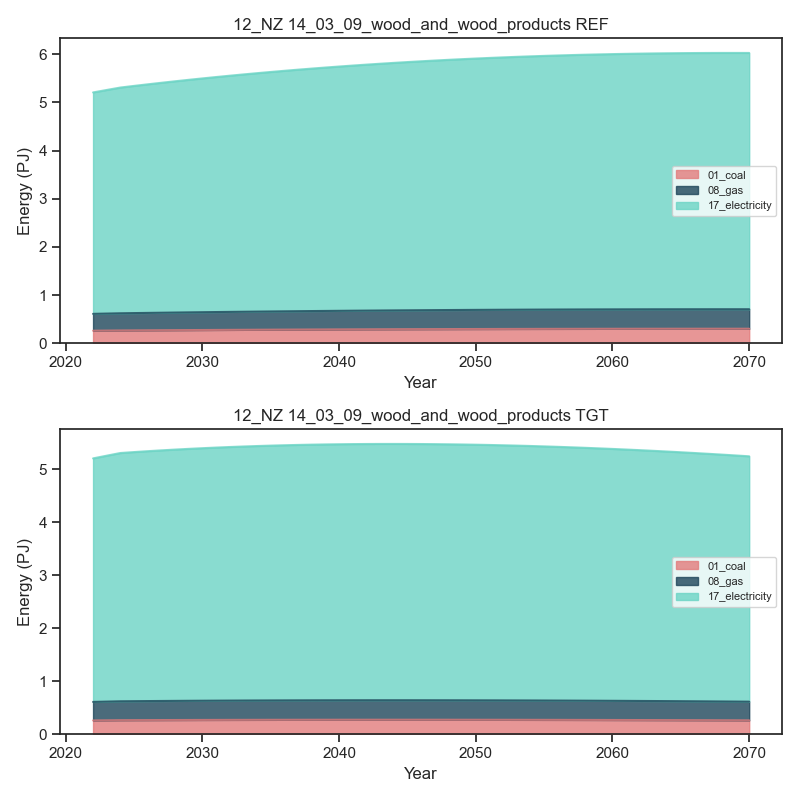 12_NZ 14_03_09_wood_and_wood_products REF
6
5
4
3
2
1
0
Energy (PJ)
01_coal
08_gas
17_electricity
2020 2030 2040 2050 2060 2070
Year
12_NZ 14_03_09_wood_and_wood_products TGT
5
4
3
2
1
0
Energy (PJ)
01_coal
08_gas
17_electricity
2020 2030 2040 2050 2060 2070
Year